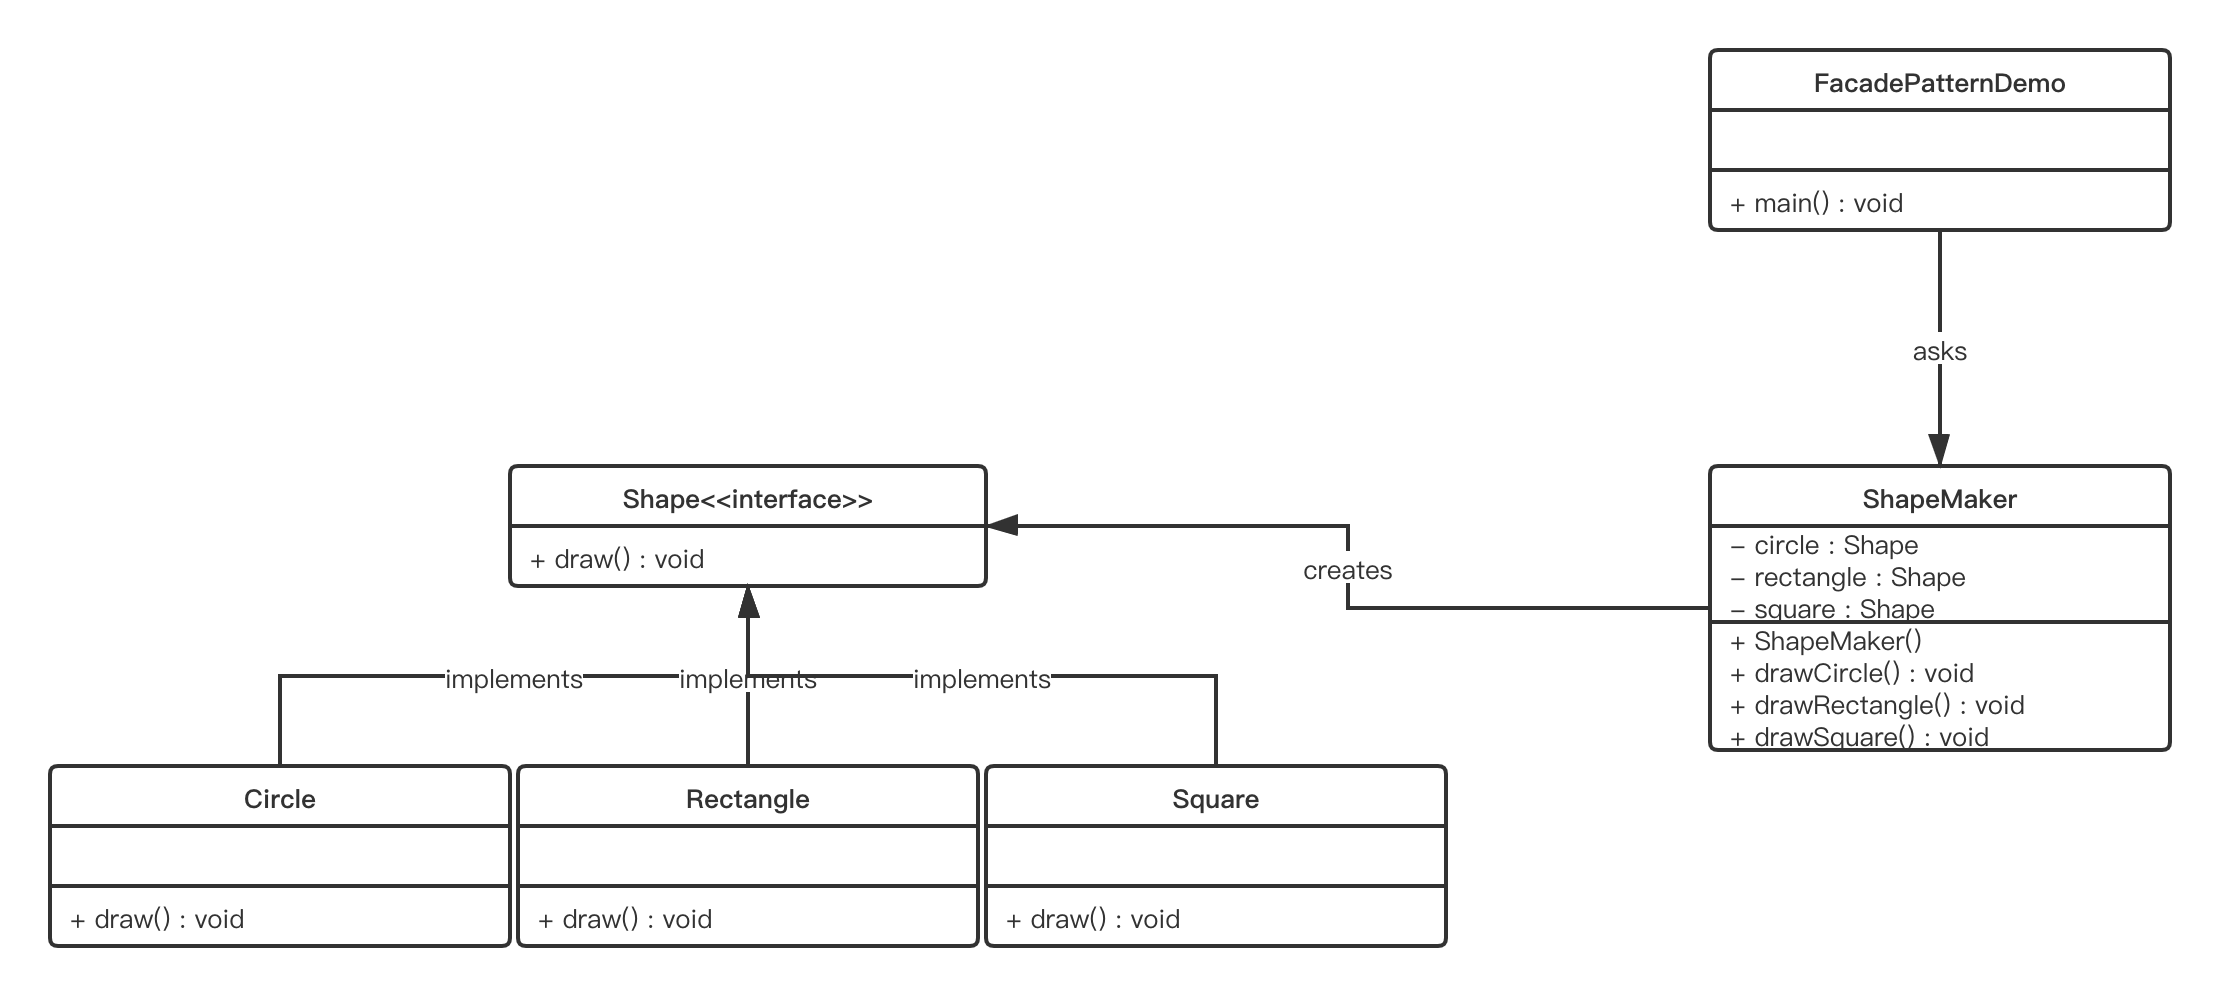 FacadePatternDemo
+ main() : void
asks
Shape<<interface>>
+ draw() : void
creates
ShapeMaker
– circle : Shape
– rectangle : Shape
– square : Shape
+ ShapeMaker()
+ drawCircle() : void
+ drawRectangle() : void
+ drawSquare() : void
implements
implements
implements
Circle
+ draw() : void
Rectangle
+ draw() : void
Square
+ draw() : void